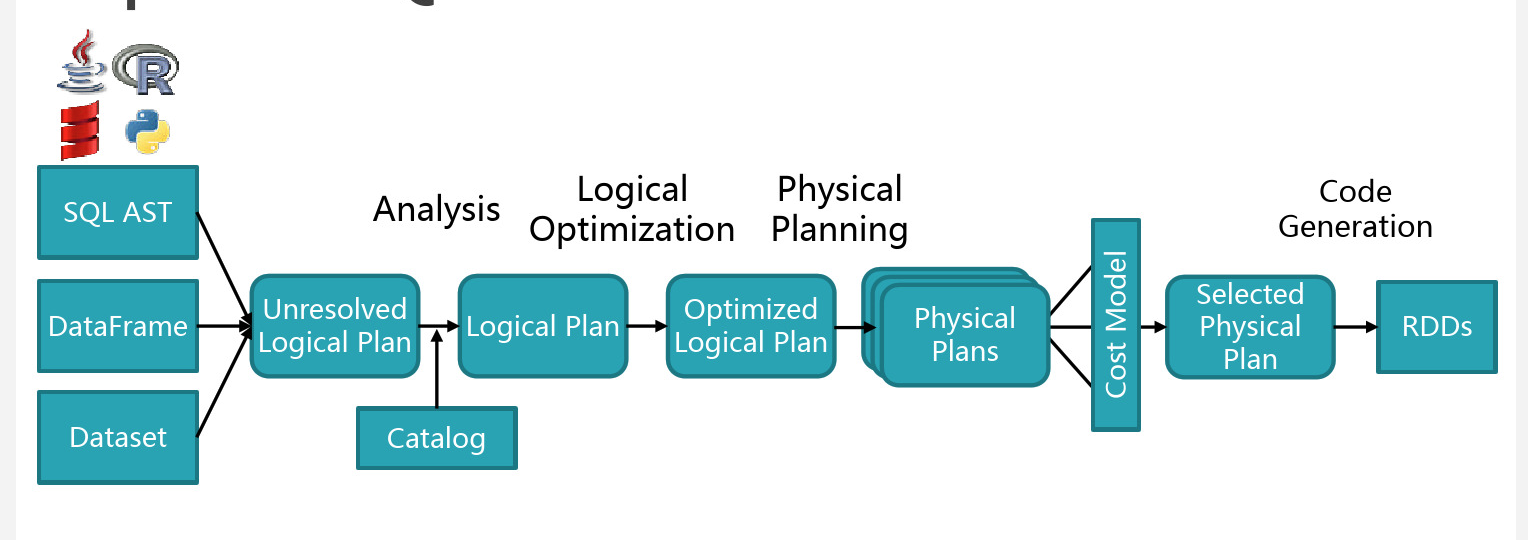 SQL AST
DataFrame
Dataset
Analysis
Logical
Optimization
Physical
Planning
Code
Generation
Unresolved
Logical Plan
Catalog
Logical Plan
Optimized
Logical Plan
Physical
Plans
Cost Model
Selected
Physical
Plan
RDDs